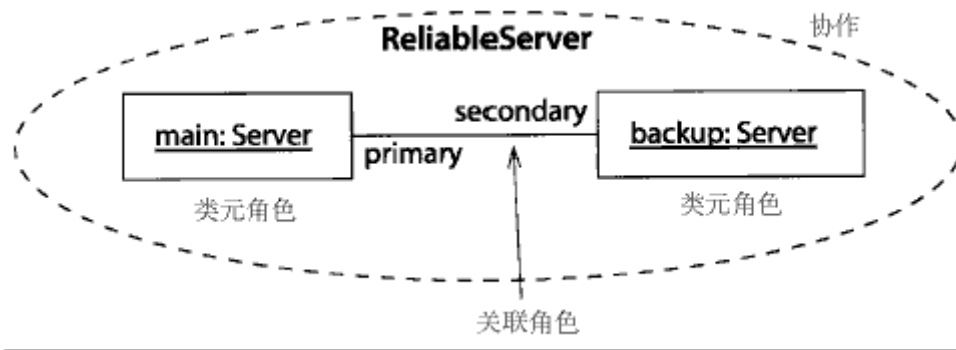 协作
ReliableServer
secondary
main: Server
backup: Server
primary
类元角色
类元角色
关联角色